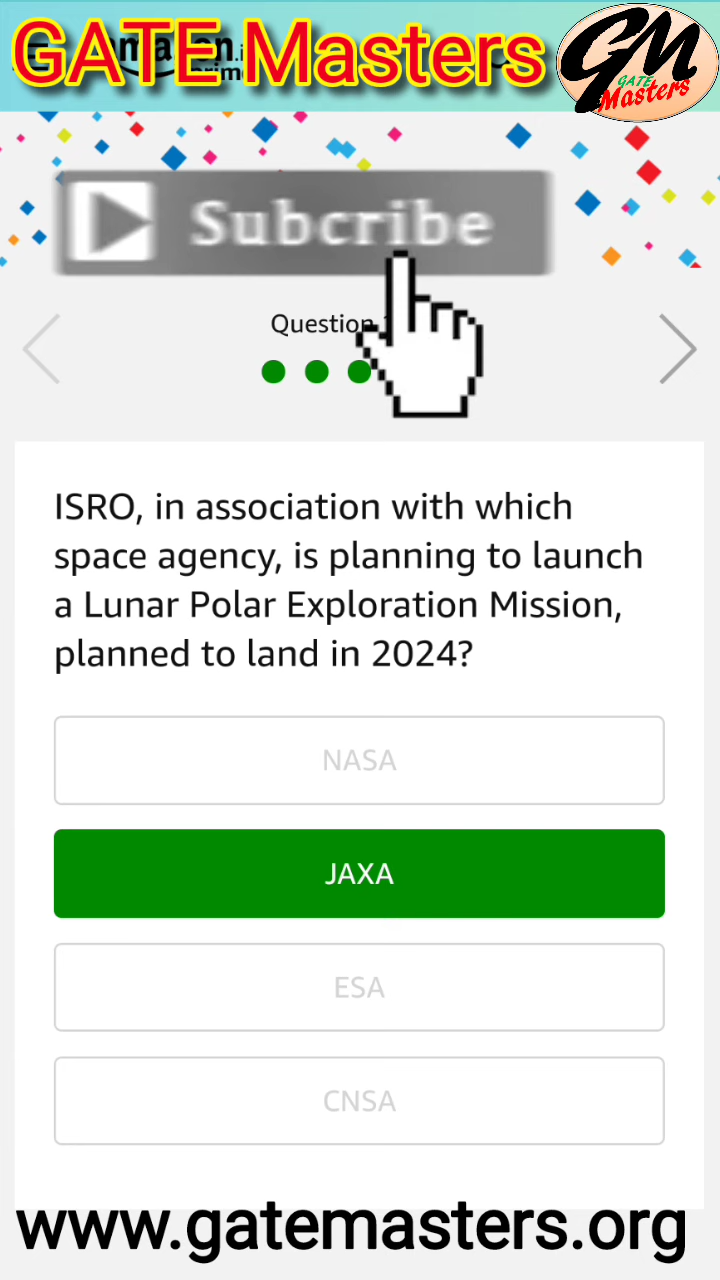 GATE Masters
GM
GATE
Masters
Subcribe
Question
ISRO, in association with which
space agency, is planning to launch
a Lunar Polar Exploration Mission,
planned to land in 2024?
NASA
JAXA
ESA
CNSA
www.gatemasters.org